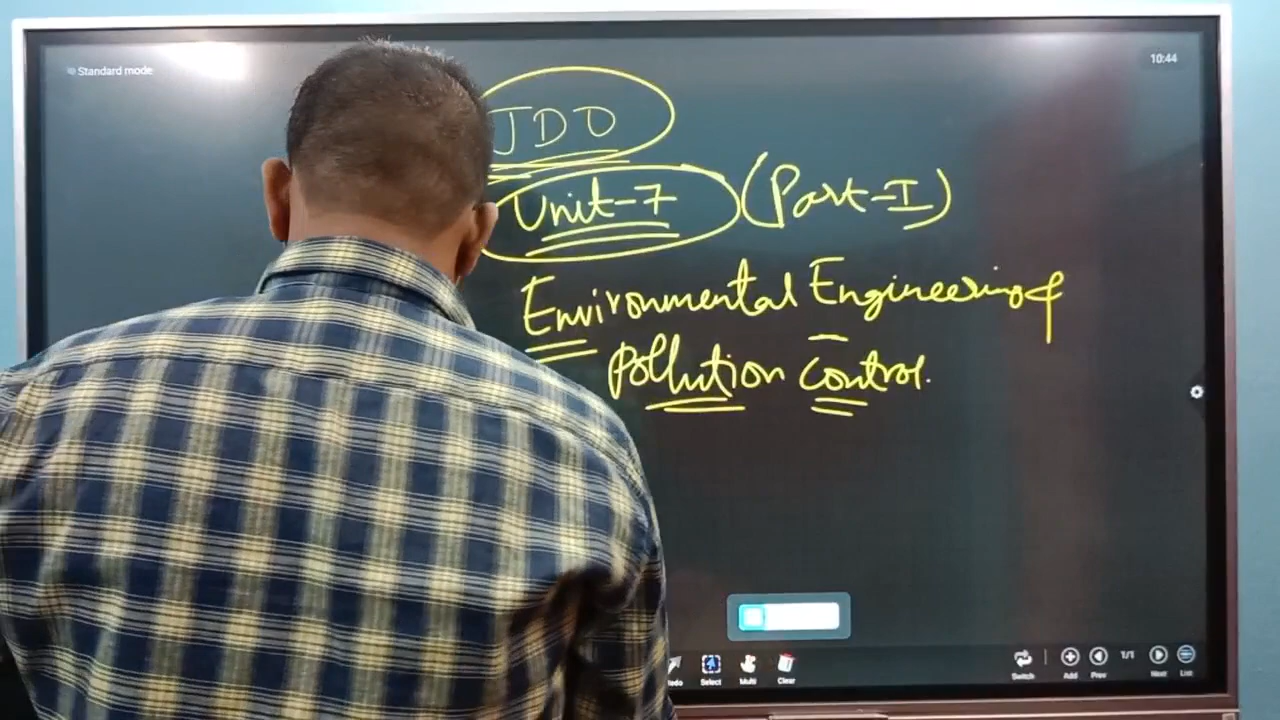 Standard mode
10:44
JDO
Unit-7 (Part-I)
Environmental Engineering &
Pollution Control.
Select Multi Clear
Switch Add Prev 1/1 Next List